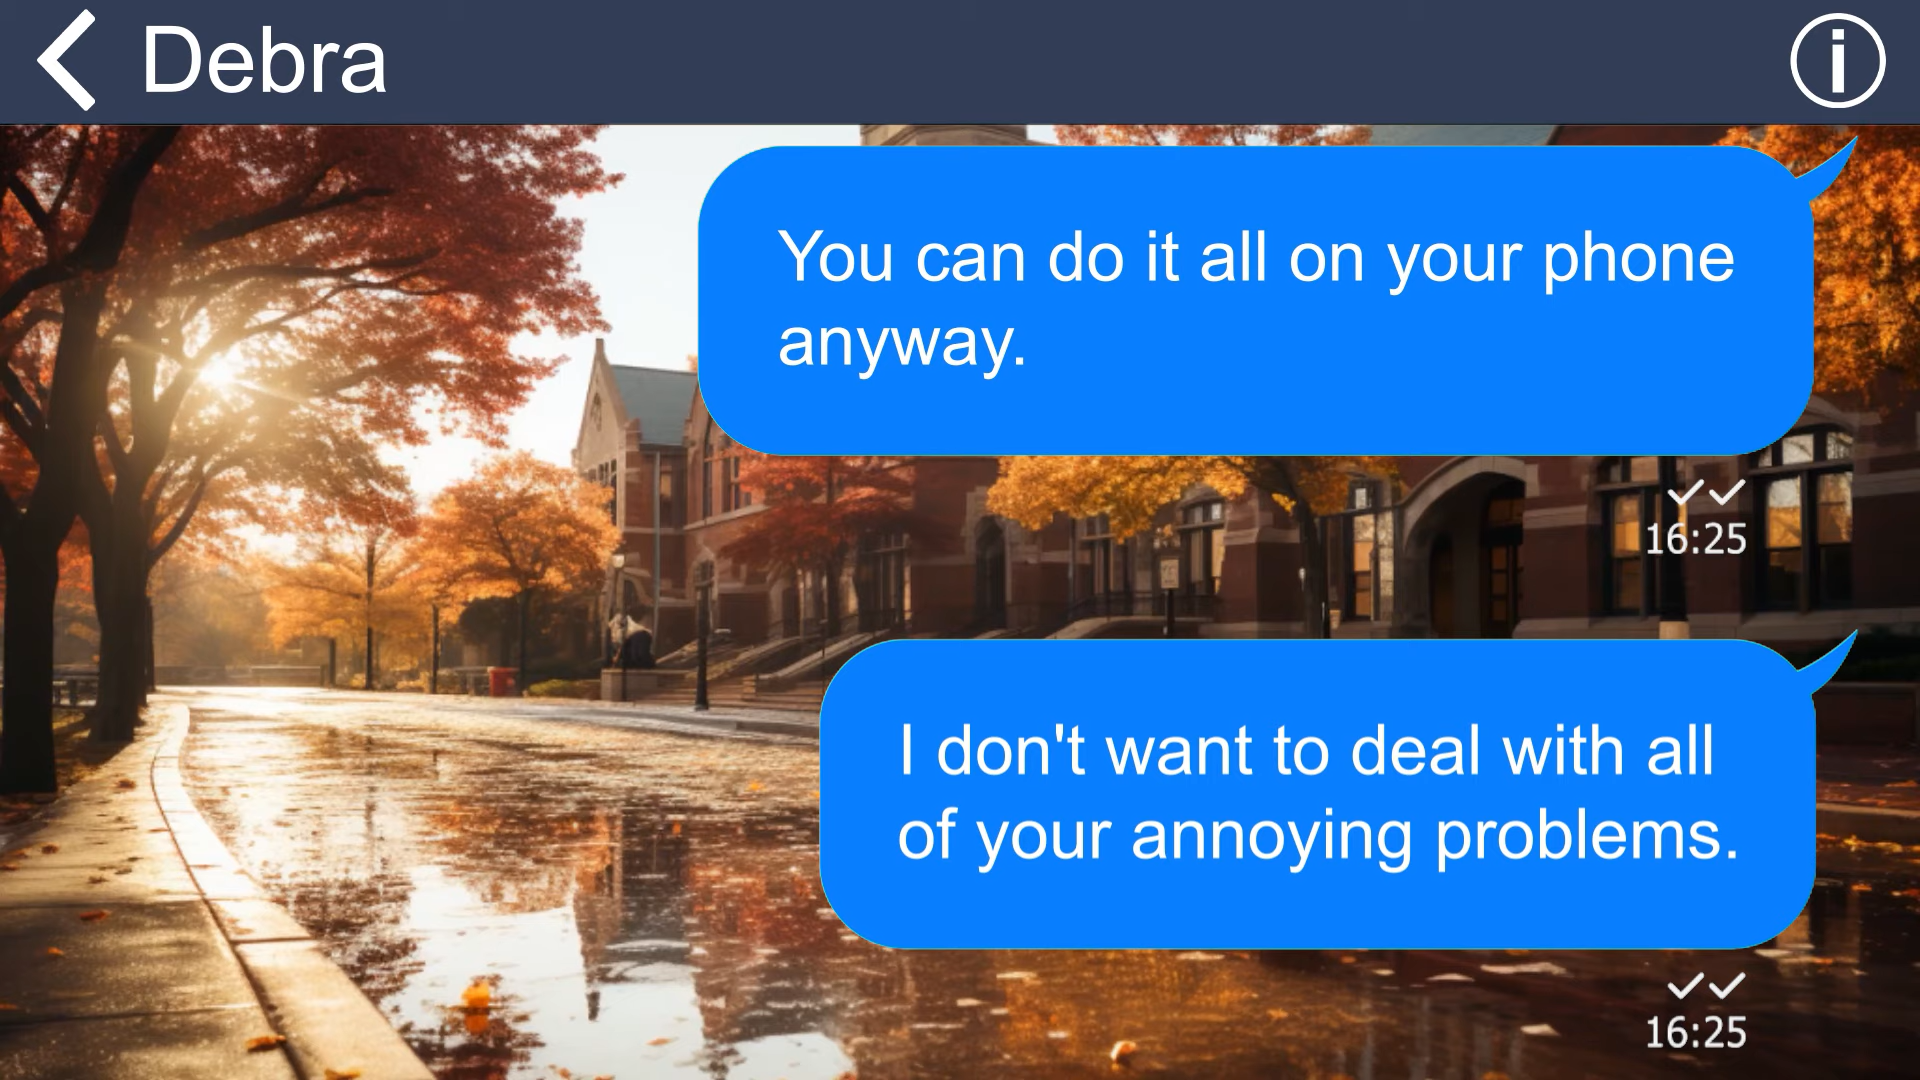 Debra
You can do it all on your phone
anyway.
16:25
I don't want to deal with all
of your annoying problems.
16:25